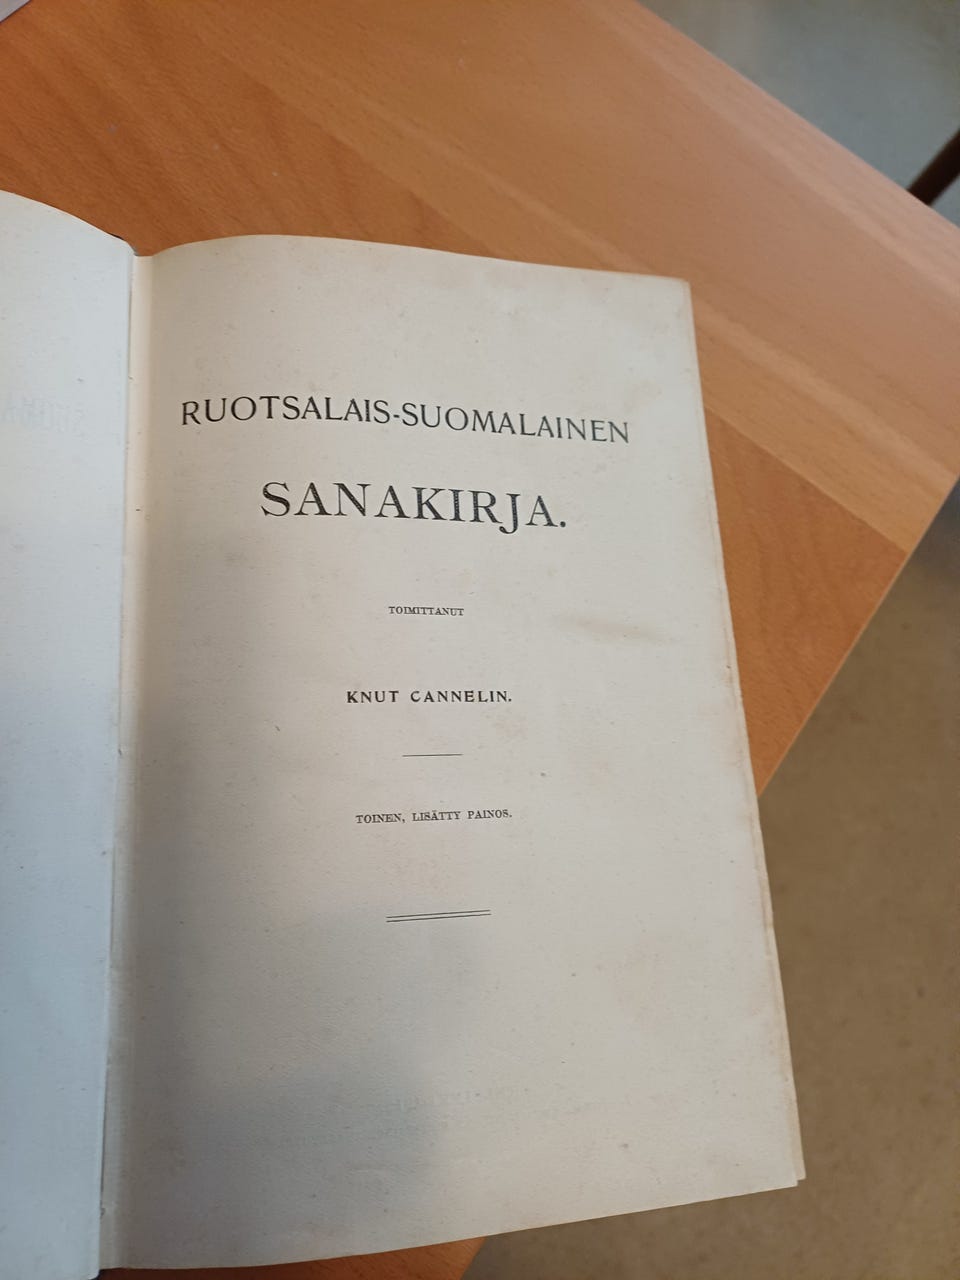 RUOTSALAIS-SUOMALAINEN
SANAKIRJA.
TOIMITTANUT
KNUT CANNELIN.
TOINEN, LISÄTTY PAINOS.